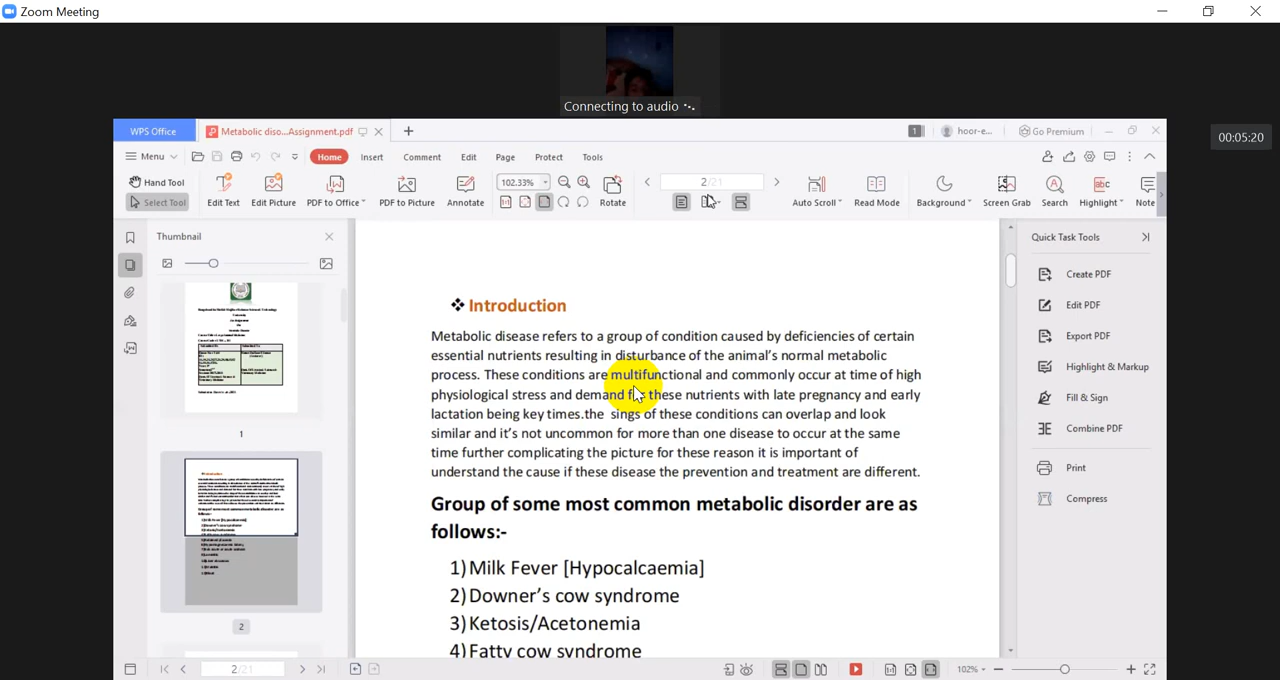 Zoom Meeting
Connecting to audio
00:05:20
WPS Office
Metabolic diso...Assignment.pdf
1
hoor-e...
Go Premium
Menu
Home
Insert
Comment
Edit
Page
Protect
Tools
Hand Tool
Select Tool
Edit Text
Edit Picture
PDF to Office
PDF to Picture
Annotate
102.33%
Rotate
2/21
Auto Scroll
Read Mode
Background
Screen Grab
Search
Highlight
Note
Thumbnail
1
2
❖ Introduction
Metabolic disease refers to a group of condition caused by deficiencies of certain
essential nutrients resulting in disturbance of the animal's normal metabolic
process. These conditions are multifunctional and commonly occur at time of high
physiological stress and demand these nutrients with late pregnancy and early
lactation being key times.the sings of these conditions can overlap and look
similar and it's not uncommon for more than one disease to occur at the same
time further complicating the picture for these reason it is important of
understand the cause if these disease the prevention and treatment are different.
Group of some most common metabolic disorder are as
follows:-
1) Milk Fever [Hypocalcaemia]
2) Downer's cow syndrome
3) Ketosis/Acetonemia
4) Fatty cow syndrome
Quick Task Tools
Create PDF
Edit PDF
Export PDF
Highlight & Markup
Fill & Sign
Combine PDF
Print
Compress
2/21
102%